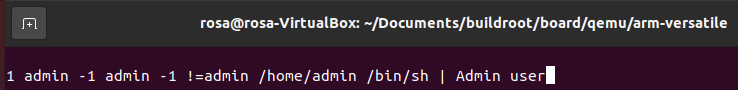 rosa@rosa-VirtualBox: ~/Documents/buildroot/board/qemu/arm-versatile
1 admin -1 admin -1 !=admin /home/admin /bin/sh | Admin user